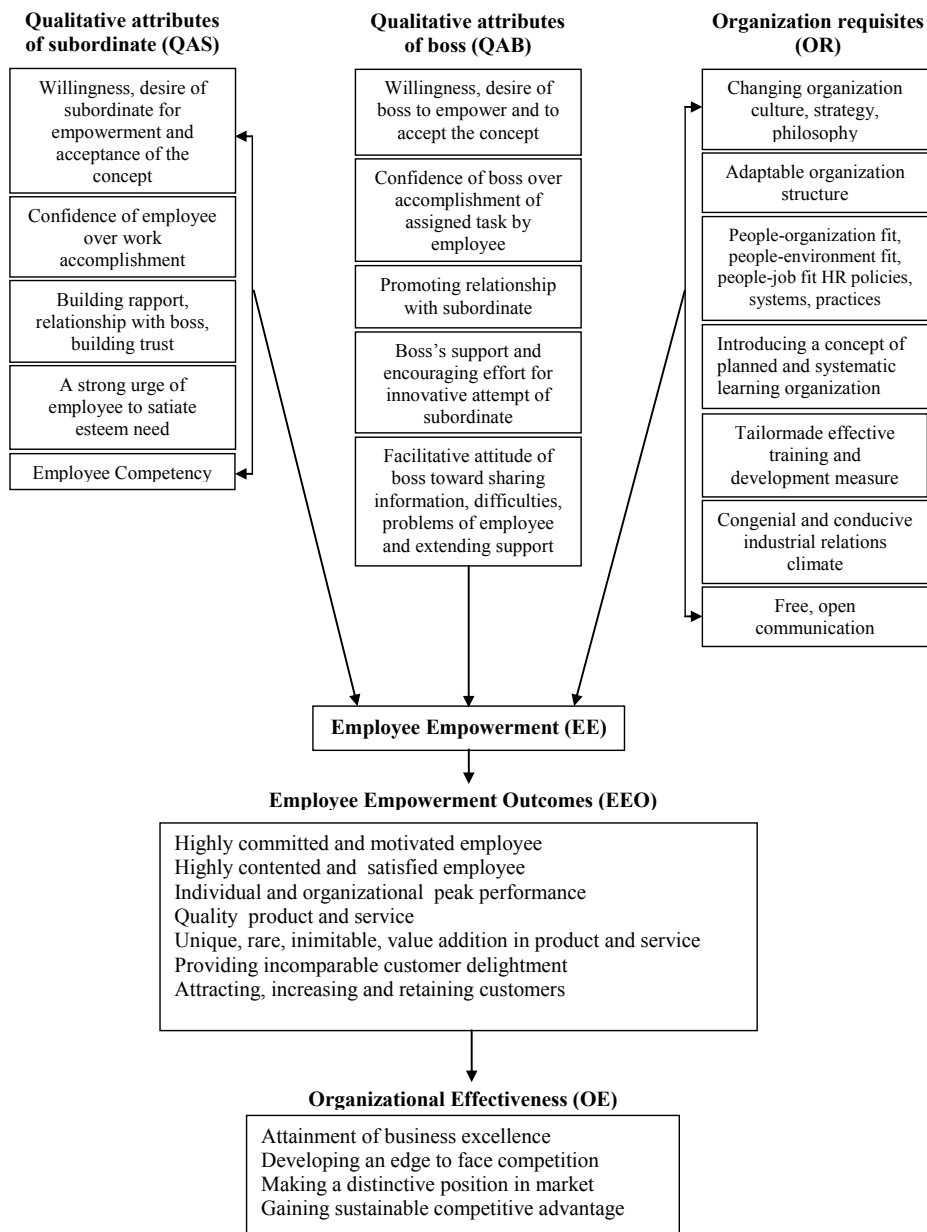 Qualitative attributes
of subordinate (QAS)
Willingness, desire of
subordinate for
empowerment and
acceptance of the
concept
Confidence of employee
over work
accomplishment
Building rapport,
relationship with boss,
building trust
A strong urge of
employee to satiate
esteem need
Employee Competency
Qualitative attributes
of boss (QAB)
Willingness, desire of
boss to empower and to
accept the concept
Confidence of boss over
accomplishment of
assigned task by
employee
Promoting relationship
with subordinate
Boss’s support and
encouraging effort for
innovative attempt of
subordinate
Facilitative attitude of
boss toward sharing
information, difficulties,
problems of employee
and extending support
Organization requisites
(OR)
Changing organization
culture, strategy,
philosophy
Adaptable organization
structure
People-organization fit,
people-environment fit,
people-job fit HR policies,
systems, practices
Introducing a concept of
planned and systematic
learning organization
Tailormade effective
training and
development measure
Congenial and conducive
industrial relations
climate
Free, open
communication
Employee Empowerment (EE)
Employee Empowerment Outcomes (EEO)
Highly committed and motivated employee
Highly contented and satisfied employee
Individual and organizational peak performance
Quality product and service
Unique, rare, inimitable, value addition in product and service
Providing incomparable customer delightment
Attracting, increasing and retaining customers
Organizational Effectiveness (OE)
Attainment of business excellence
Developing an edge to face competition
Making a distinctive position in market
Gaining sustainable competitive advantage